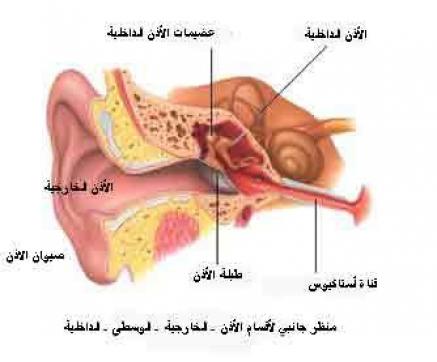 الأذن الداخلية
عضيمات الأذن الداخلية
الأذن الخارجية
صيوان الاذن
طبلة الأذن
قناة أستاكيوس
منظر جانبي لأقسام الأذن - الخارجية - الوسطى - الداخلية